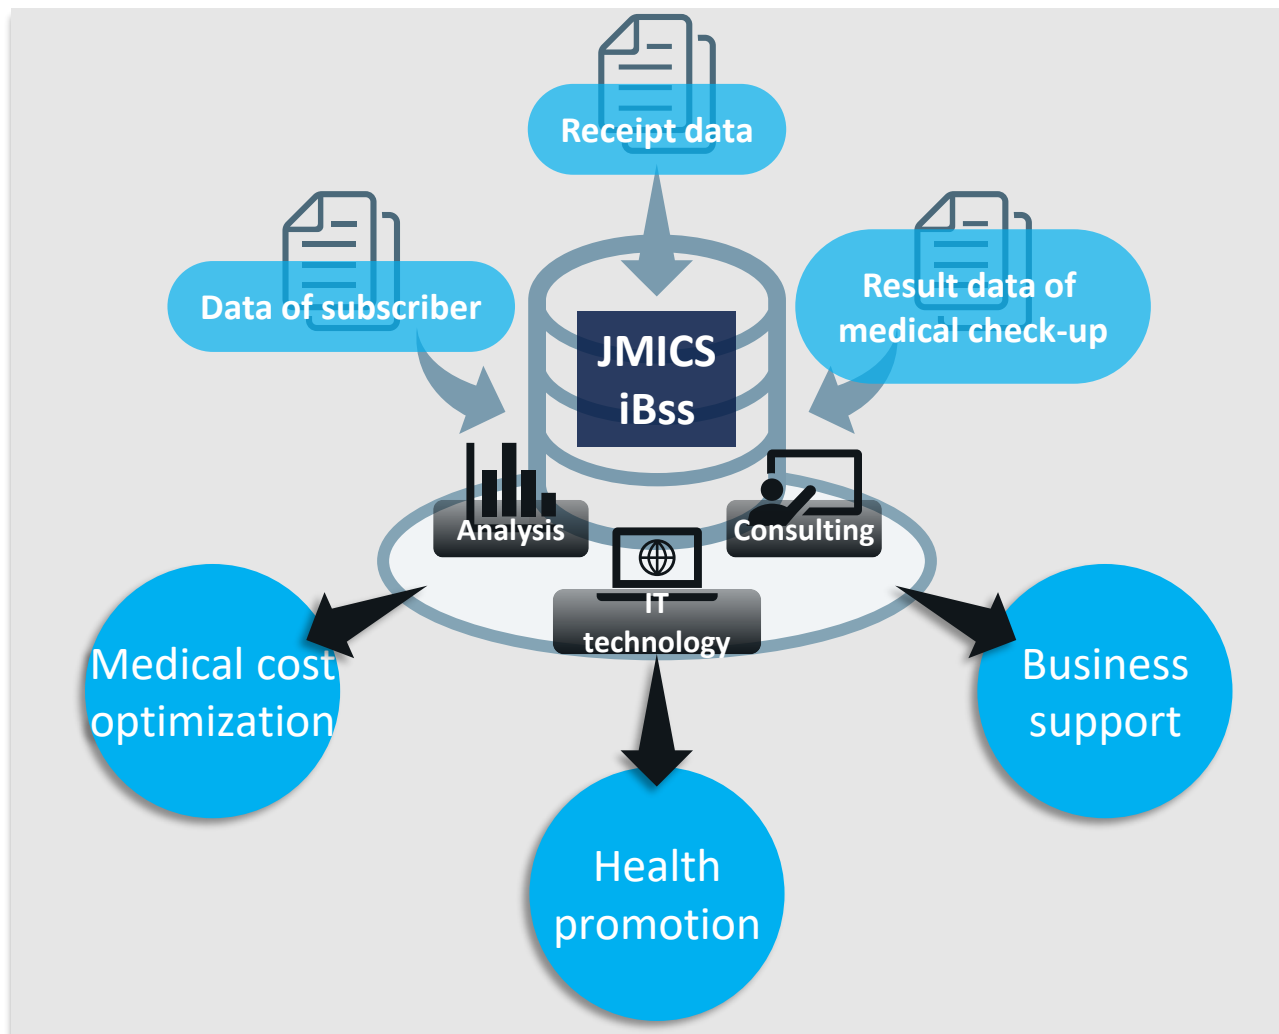 Receipt data
Data of subscriber
Result data of
medical check-up
JMICS
iBss
Analysis
Consulting
IT
technology
Medical cost
optimization
Business
support
Health
promotion